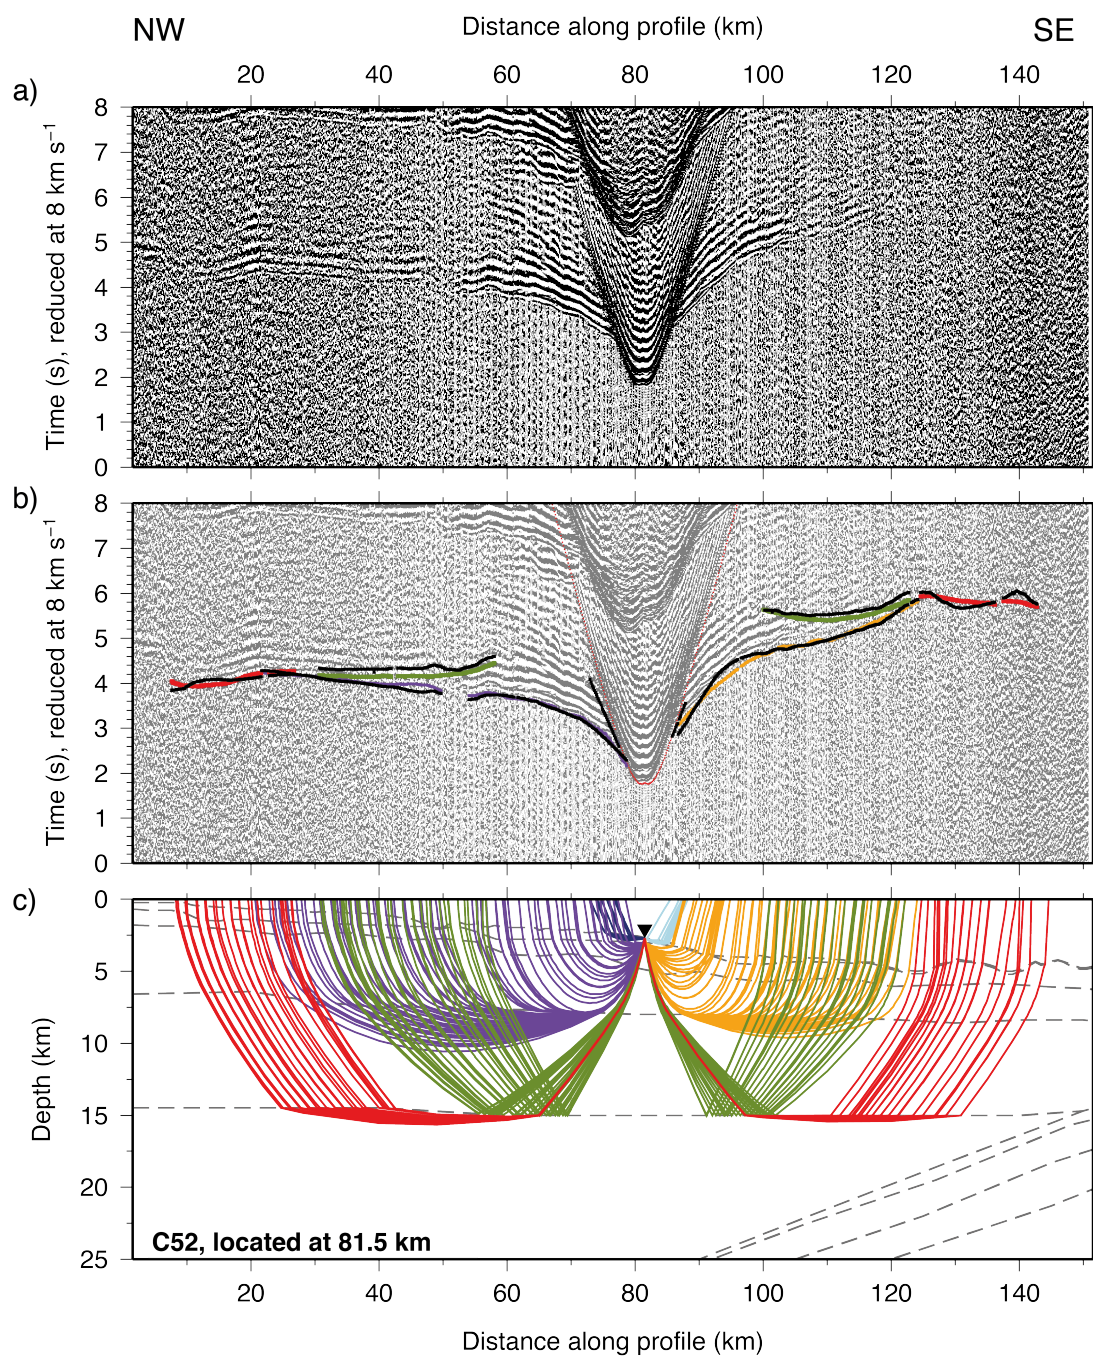 NW
Distance along profile (km)
SE
20 40 60 80 100 120 140
a)
Time (s), reduced at 8 km s⁻¹
8
7
6
5
4
3
2
1
0
b)
Time (s), reduced at 8 km s⁻¹
8
7
6
5
4
3
2
1
0
c)
Depth (km)
0
5
10
15
20
25
C52, located at 81.5 km
20 40 60 80 100 120 140
Distance along profile (km)